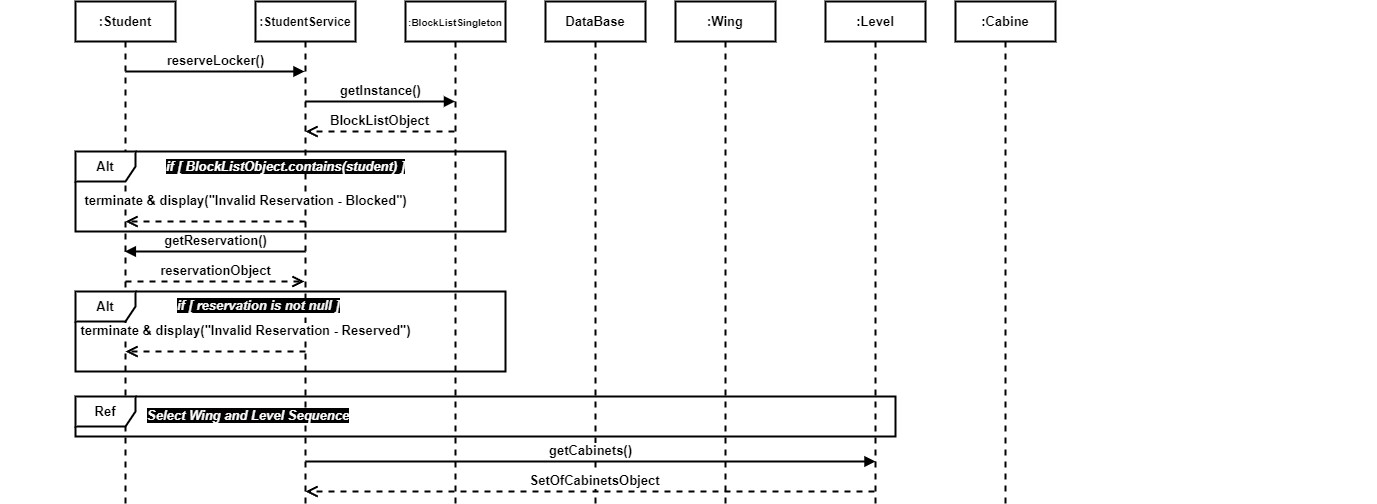 :Student
:StudentService
:BlockListSingleton
DataBase
:Wing
:Level
:Cabine
reserveLocker()
getInstance()
BlockListObject
Alt
if [ BlockListObject.contains(student) ]
terminate & display("Invalid Reservation - Blocked")
getReservation()
reservationObject
Alt
if [ reservation is not null ]
terminate & display("Invalid Reservation - Reserved")
Ref
Select Wing and Level Sequence
getCabinets()
SetOfCabinetsObject